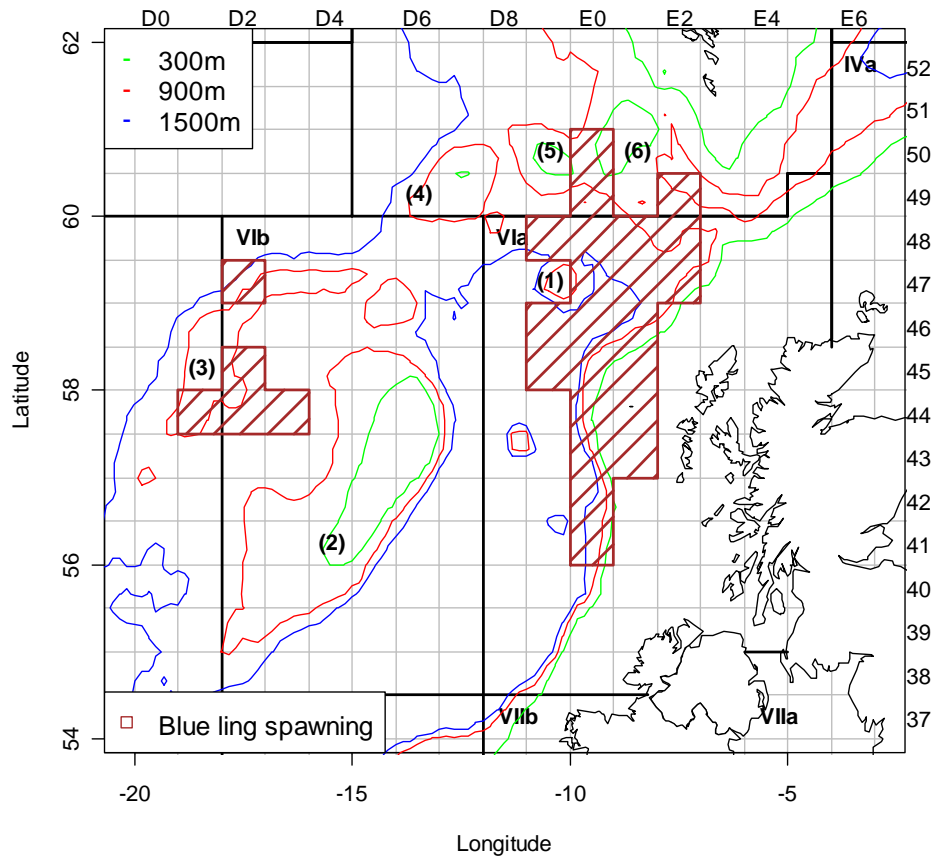 D0 D2 D4 D6 D8 E0 E2 E4 E6
62
300m
900m
1500m
IVa
52
51
(5)
(6)
50
(4)
49
60
VIb
VIa
48
(1)
47
46
(3)
45
58
44
43
42
(2)
41
56
40
39
38
Blue ling spawning
VIIb
VIIa
37
54
-20 -15 -10 -5
Latitude
Longitude